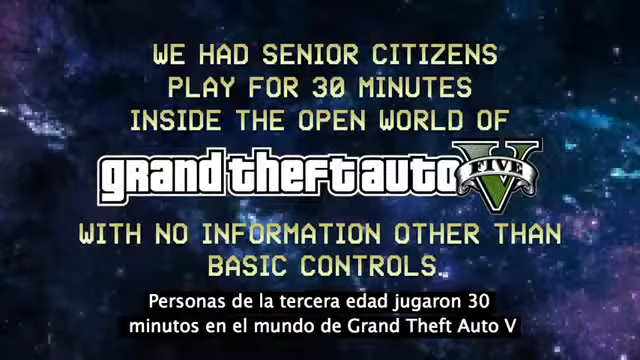 WE HAD SENIOR CITIZENS
PLAY FOR 30 MINUTES
INSIDE THE OPEN WORLD OF
grand theft auto V FIVE
WITH NO INFORMATION OTHER THAN
BASIC CONTROLS.
Personas de la tercera edad jugaron 30
minutos en el mundo de Grand Theft Auto V